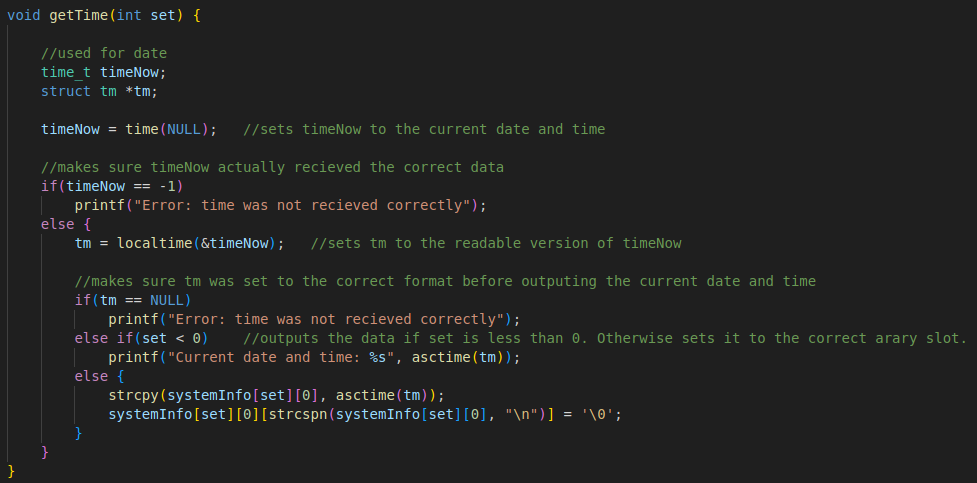 void getTime(int set) {
//used for date
time_t timeNow;
struct tm *tm;
timeNow = time(NULL);   //sets timeNow to the current date and time
//makes sure timeNow actually recieved the correct data
if(timeNow == -1)
printf("Error: time was not recieved correctly");
else {
tm = localtime(&timeNow);   //sets tm to the readable version of timeNow
//makes sure tm was set to the correct format before outputing the current date and time
if(tm == NULL)
printf("Error: time was not recieved correctly");
else if(set < 0)    //outputs the data if set is less than 0. Otherwise sets it to the correct arary slot.
printf("Current date and time: %s", asctime(tm));
else {
strcpy(systemInfo[set][0], asctime(tm));
systemInfo[set][0][strcspn(systemInfo[set][0], "\n")] = '\0';
}
}
}